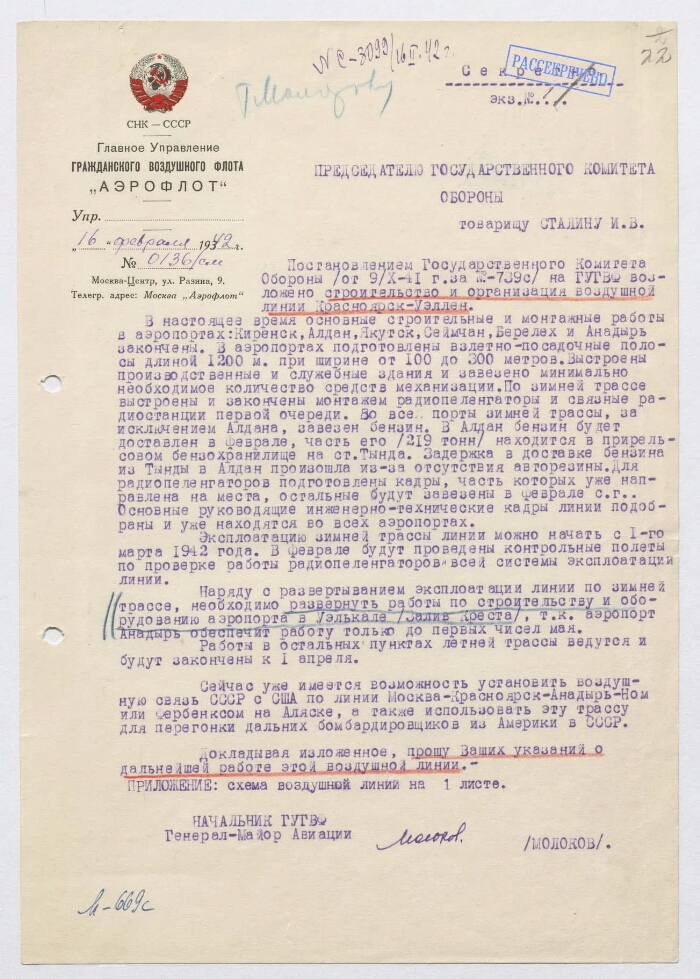 № С-3099/16 II.42г.
22
РАССЕКРЕЧЕНО
Секретно
экз.№ 1.
СНК — СССР
Главное Управление
ГРАЖДАНСКОГО ВОЗДУШНОГО ФЛОТА
„АЭРОФЛОТ“
Упр.
„16 “ февраля 1942г.
№ 0136/см
Москва-Центр, ул. Разина, 9.
Телегр. адрес: Москва „Аэрофлот“
ПРЕДСЕДАТЕЛЮ ГОСУДАРСТВЕННОГО КОМИТЕТА
ОБОРОНЫ
товарищу СТАЛИНУ И.В.
Постановлением Государственного Комитета
Обороны /от 9/X-41 г.за №-739с/ на ГУГВФ воз-
ложено строительство и организация воздушной
линии Красноярск-Уэллен.
В настоящее время основные строительные и монтажные работы
в аэропортах:Киренск,Алдан,Якутск,Сеймчан,Берелех и Анадырь
закончены. В аэропортах подготовлены взлетно-посадочные поло-
сы длиной 1200 м. при ширине от 100 до 300 метров.Выстроены
производственные и служебные здания и завезено минимально
необходимое количество средств механизации.По зимней трассе
выстроены и закончены монтажем радиопеленгаторы и связные ра-
диостанции первой очереди. Во все порты зимней трассы, за
исключением Алдана, завезен бензин. В Алдан бензин будет
доставлен в феврале, часть его /219 тонн/ находится в прирель-
совом бензохранилище на ст.Тында. Задержка в доставке бензина
из Тынды в Алдан произошла из-за отсутствия авторезины.Для
радиопеленгаторов подготовлены кадры, часть которых уже нап-
равлена на места, остальные будут завезены в феврале с.г..
Основные руководящие инженерно-технические кадры линии подоб-
раны и уже находятся во всех аэропортах.
Эксплоатацию зимней трассы линии можно начать с I-го
марта 1942 года. В феврале будут проведены контрольные полеты
по проверке работы радиопеленгаторов и всей системы эксплоатации
линии.
Наряду с развертыванием эксплоатации линии по зимней
трассе, необходимо развернуть работы по строительству и обо-
рудованию аэропорта в Уэлькале /Залив Креста/, т.к. аэропорт
Анадырь обеспечит работу только до первых чисел мая.
Работы в остальных пунктах летней трассы ведутся и
будут закончены к I апреля.
Сейчас уже имеется возможность установить воздуш-
ную связь СССР с США по линии Москва-Красноярск-Анадырь-Ном
или Фербенксом на Аляске, а также использовать эту трассу
для перегонки дальних бомбардировщиков из Америки в СССР.
Докладывая изложенное, прошу Ваших указаний о
дальнейшей работе этой воздушной линии.-
ПРИЛОЖЕНИЕ: схема воздушной линии на 1 листе.
НАЧАЛЬНИК ГУГВФ
Генерал-Майор Авиации
Молоков.
/МОЛОКОВ/.
М-669с